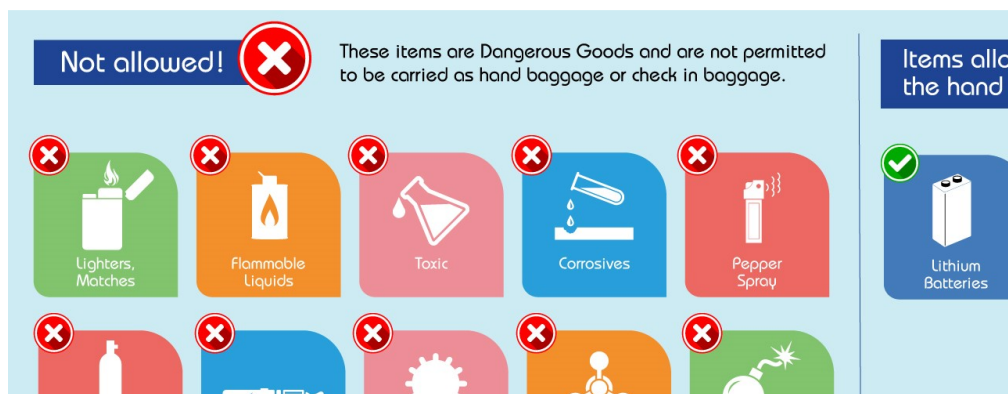 Not allowed!
These items are Dangerous Goods and are not permitted
to be carried as hand baggage or check in baggage.
Items
the hand
Lighters,
Matches
Flammable
Liquids
Toxic
Corrosives
Pepper
Spray
Lithium
Batteries